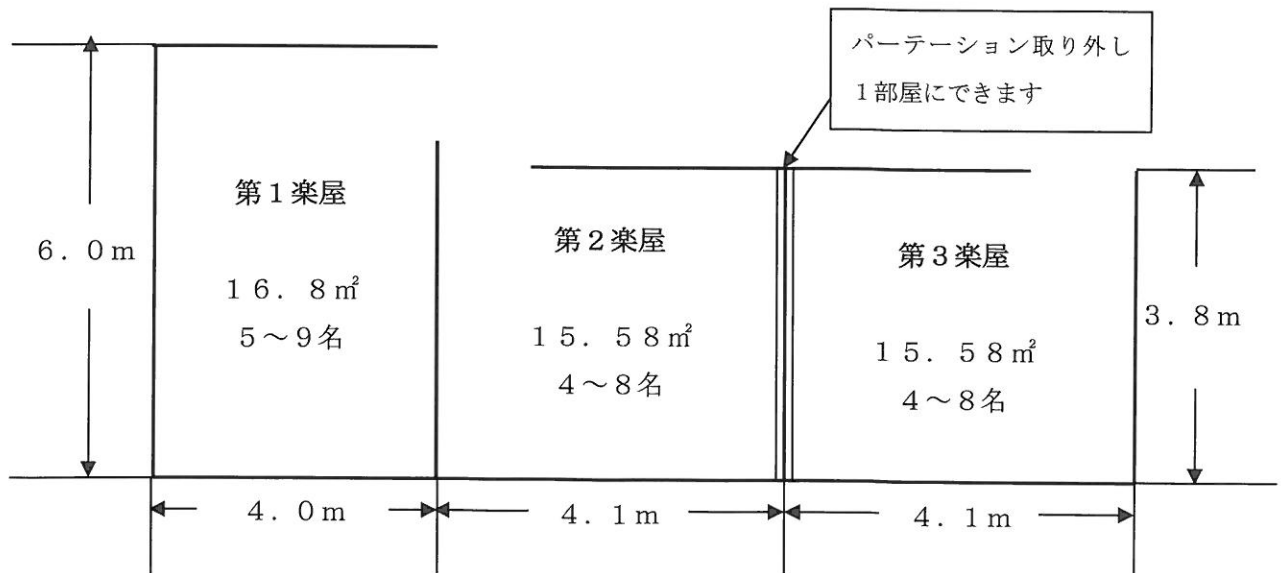 パーテーション取り外し
1部屋にできます
第1楽屋
16.8㎡
5~9名
第2楽屋
15.58㎡
4~8名
第3楽屋
15.58㎡
4~8名
6.0m
3.8m
4.0m
4.1m
4.1m